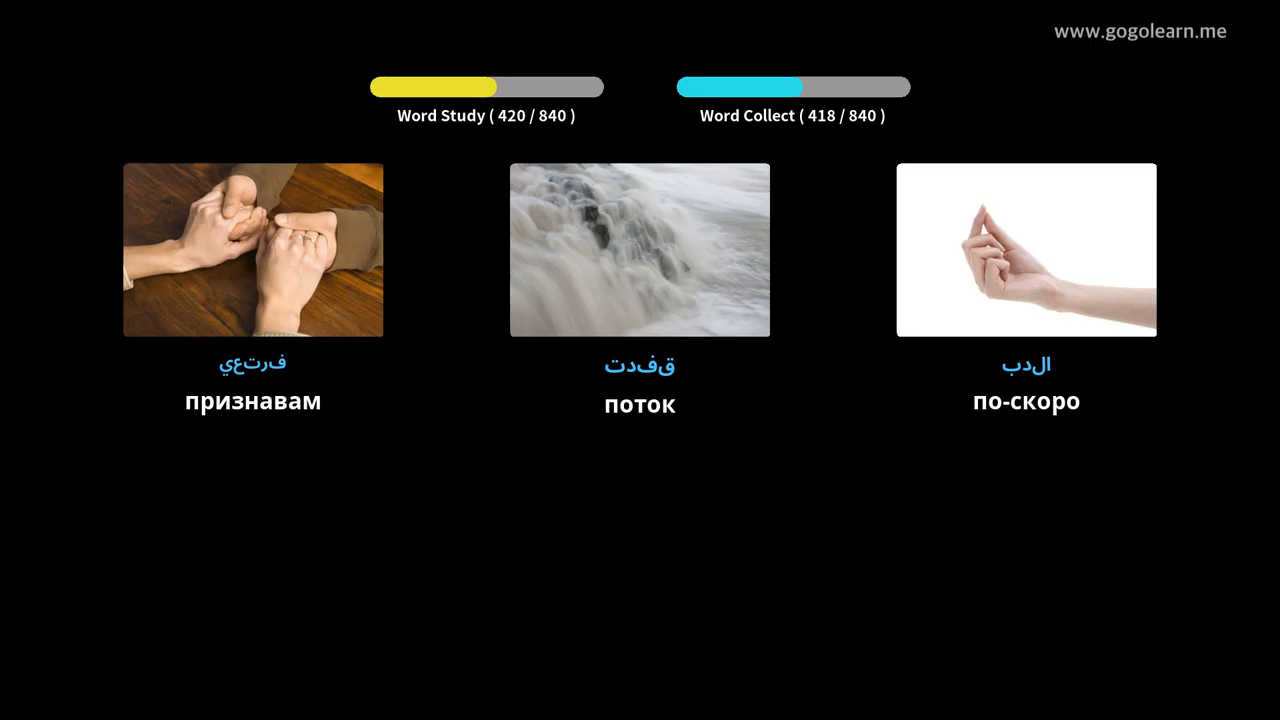 www.gogolearn.me
Word Study ( 420 / 840 )
Word Collect ( 418 / 840 )
فرتعي
قفدت
الدب
признавам
поток
по-скоро